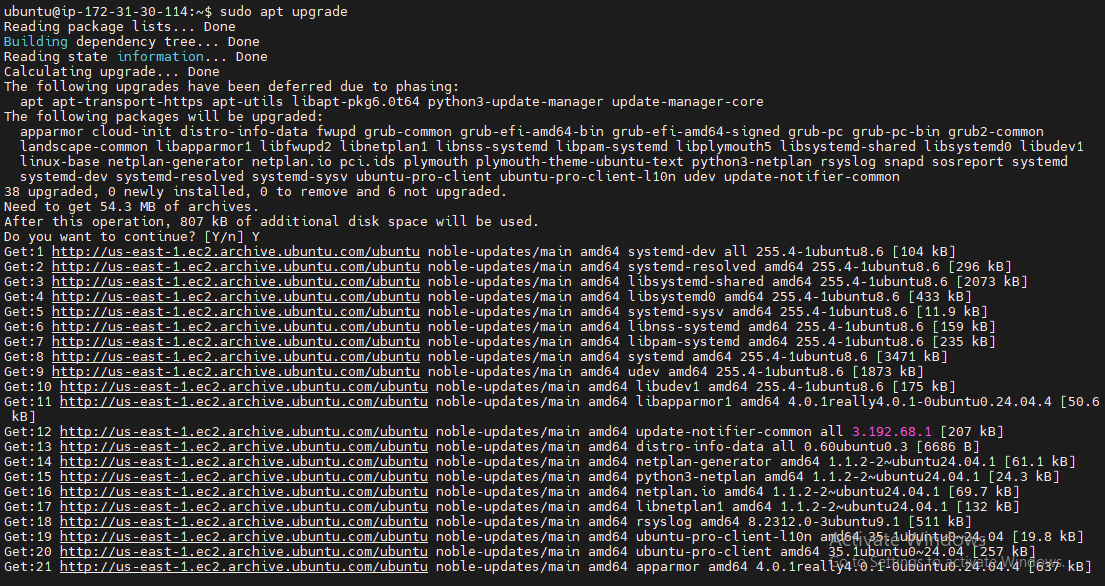 ubuntu@ip-172-31-30-114:~$ sudo apt upgrade
Reading package lists... Done
Building dependency tree... Done
Reading state information... Done
Calculating upgrade... Done
The following upgrades have been deferred due to phasing:
  apt apt-transport-https apt-utils libapt-pkg6.0t64 python3-update-manager update-manager-core
The following packages will be upgraded:
  apparmor cloud-init distro-info-data fwupd grub-common grub-efi-amd64-bin grub-efi-amd64-signed grub-pc grub-pc-bin grub2-common
  landscape-common libapparmor1 libfwupd2 libnetplan1 libnss-systemd libpam-systemd libplymouth5 libsystemd-shared libsystemd0 libudev1
  linux-base netplan-generator netplan.io pci.ids plymouth plymouth-theme-ubuntu-text python3-netplan rsyslog snapd sosreport systemd
  systemd-dev systemd-resolved systemd-sysv ubuntu-pro-client ubuntu-pro-client-l10n udev update-notifier-common
38 upgraded, 0 newly installed, 0 to remove and 6 not upgraded.
Need to get 54.3 MB of archives.
After this operation, 807 kB of additional disk space will be used.
Do you want to continue? [Y/n] Y
Get:1 http://us-east-1.ec2.archive.ubuntu.com/ubuntu noble-updates/main amd64 systemd-dev all 255.4-1ubuntu8.6 [104 kB]
Get:2 http://us-east-1.ec2.archive.ubuntu.com/ubuntu noble-updates/main amd64 systemd-resolved amd64 255.4-1ubuntu8.6 [296 kB]
Get:3 http://us-east-1.ec2.archive.ubuntu.com/ubuntu noble-updates/main amd64 libsystemd-shared amd64 255.4-1ubuntu8.6 [2073 kB]
Get:4 http://us-east-1.ec2.archive.ubuntu.com/ubuntu noble-updates/main amd64 libsystemd0 amd64 255.4-1ubuntu8.6 [433 kB]
Get:5 http://us-east-1.ec2.archive.ubuntu.com/ubuntu noble-updates/main amd64 systemd-sysv amd64 255.4-1ubuntu8.6 [11.9 kB]
Get:6 http://us-east-1.ec2.archive.ubuntu.com/ubuntu noble-updates/main amd64 libnss-systemd amd64 255.4-1ubuntu8.6 [159 kB]
Get:7 http://us-east-1.ec2.archive.ubuntu.com/ubuntu noble-updates/main amd64 libpam-systemd amd64 255.4-1ubuntu8.6 [235 kB]
Get:8 http://us-east-1.ec2.archive.ubuntu.com/ubuntu noble-updates/main amd64 systemd amd64 255.4-1ubuntu8.6 [3471 kB]
Get:9 http://us-east-1.ec2.archive.ubuntu.com/ubuntu noble-updates/main amd64 udev amd64 255.4-1ubuntu8.6 [1873 kB]
Get:10 http://us-east-1.ec2.archive.ubuntu.com/ubuntu noble-updates/main amd64 libudev1 amd64 255.4-1ubuntu8.6 [175 kB]
Get:11 http://us-east-1.ec2.archive.ubuntu.com/ubuntu noble-updates/main amd64 libapparmor1 amd64 4.0.1really4.0.1-0ubuntu0.24.04.4 [50.6
 kB]
Get:12 http://us-east-1.ec2.archive.ubuntu.com/ubuntu noble-updates/main amd64 update-notifier-common all 3.192.68.1 [207 kB]
Get:13 http://us-east-1.ec2.archive.ubuntu.com/ubuntu noble-updates/main amd64 distro-info-data all 0.60ubuntu0.3 [6686 B]
Get:14 http://us-east-1.ec2.archive.ubuntu.com/ubuntu noble-updates/main amd64 netplan-generator amd64 1.1.2-2~ubuntu24.04.1 [61.1 kB]
Get:15 http://us-east-1.ec2.archive.ubuntu.com/ubuntu noble-updates/main amd64 python3-netplan amd64 1.1.2-2~ubuntu24.04.1 [24.3 kB]
Get:16 http://us-east-1.ec2.archive.ubuntu.com/ubuntu noble-updates/main amd64 netplan.io amd64 1.1.2-2~ubuntu24.04.1 [69.7 kB]
Get:17 http://us-east-1.ec2.archive.ubuntu.com/ubuntu noble-updates/main amd64 libnetplan1 amd64 1.1.2-2~ubuntu24.04.1 [132 kB]
Get:18 http://us-east-1.ec2.archive.ubuntu.com/ubuntu noble-updates/main amd64 rsyslog amd64 8.2312.0-3ubuntu9.1 [511 kB]
Get:19 http://us-east-1.ec2.archive.ubuntu.com/ubuntu noble-updates/main amd64 ubuntu-pro-client-l10n amd64 35.1ubuntu0~24.04 [19.8 kB]
Get:20 http://us-east-1.ec2.archive.ubuntu.com/ubuntu noble-updates/main amd64 ubuntu-pro-client amd64 35.1ubuntu0~24.04 [257 kB]
Get:21 http://us-east-1.ec2.archive.ubuntu.com/ubuntu noble-updates/main amd64 apparmor amd64 4.0.1really4.0.1-0ubuntu0.24.04.4 [637 kB]
Activate Windows
Go to Settings to activate Windows.